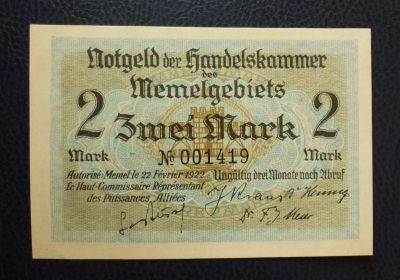 Notgeld der Handelskammer
des
Memelgebiets
2 Zwei Mark 2
Mark № 001419 Mark
Autorisé: Memel le 22 Février 1922 Ungültig drei Monate nach Abruf
le Haut-Commissaire Représentant
des Puissances Alliées